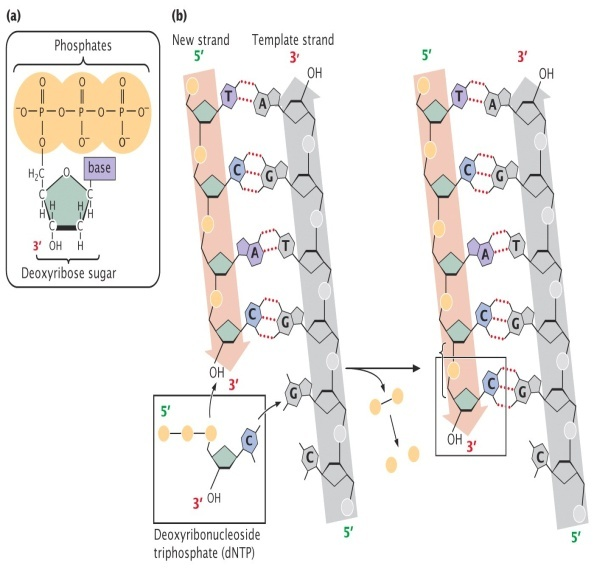 (a)
Phosphates
O O O
⁻O P O P O P O⁻
O O⁻ O⁻
H₂C
O
base
C C
H H H H
C C
3′ OH H
Deoxyribose sugar
(b)
New strand Template strand
5′ 3′
OH
T A
C G
A T
C G
OH
3′
G
C
5′
5′
C
3′ OH
Deoxyribonucleoside
triphosphate (dNTP)
5′ 3′
OH
T A
C G
A T
C G
C G
OH
3′
C
5′